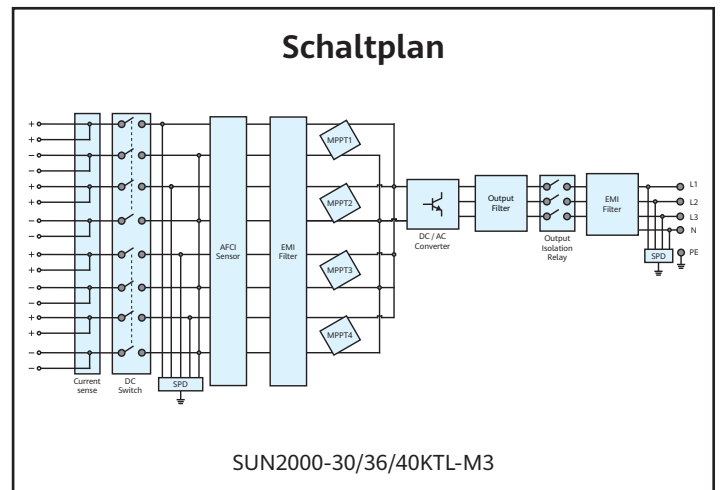 Schaltplan
+
+
−
−
+
+
−
−
+
+
−
−
+
+
−
−
Current sense
DC Switch
SPD
AFCI Sensor
EMI Filter
MPPT1
MPPT2
MPPT3
MPPT4
DC / AC Converter
Output Filter
Output Isolation Relay
EMI Filter
L1
L2
L3
N
PE
SPD
SUN2000-30/36/40KTL-M3